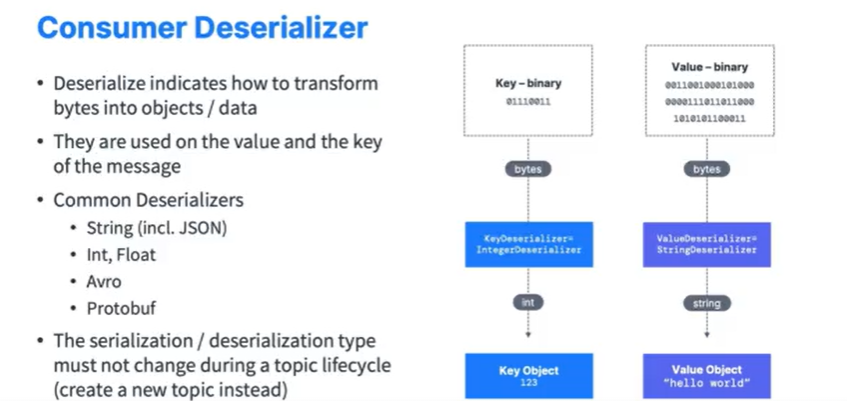 Consumer Deserializer
• Deserialize indicates how to transform
bytes into objects / data
• They are used on the value and the key
of the message
• Common Deserializers
• String (incl. JSON)
• Int, Float
• Avro
• Protobuf
• The serialization / deserialization type
must not change during a topic lifecycle
(create a new topic instead)
Key – binary
01110011
bytes
KeyDeserializer=
IntegerDeserializer
int
Key Object
123
Value – binary
0011001000101000
0000111011011000
1010101100011
bytes
ValueDeserializer=
StringDeserializer
string
Value Object
“hello world”